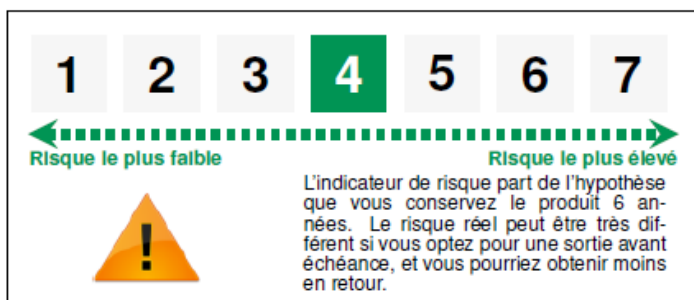 1 2 3 4 5 6 7
Risque le plus faible Risque le plus élevé
L'indicateur de risque part de l'hypothèse
que vous conservez le produit 6 an-
nées. Le risque réel peut être très dif-
férent si vous optez pour une sortie avant
échéance, et vous pourriez obtenir moins
en retour.
!